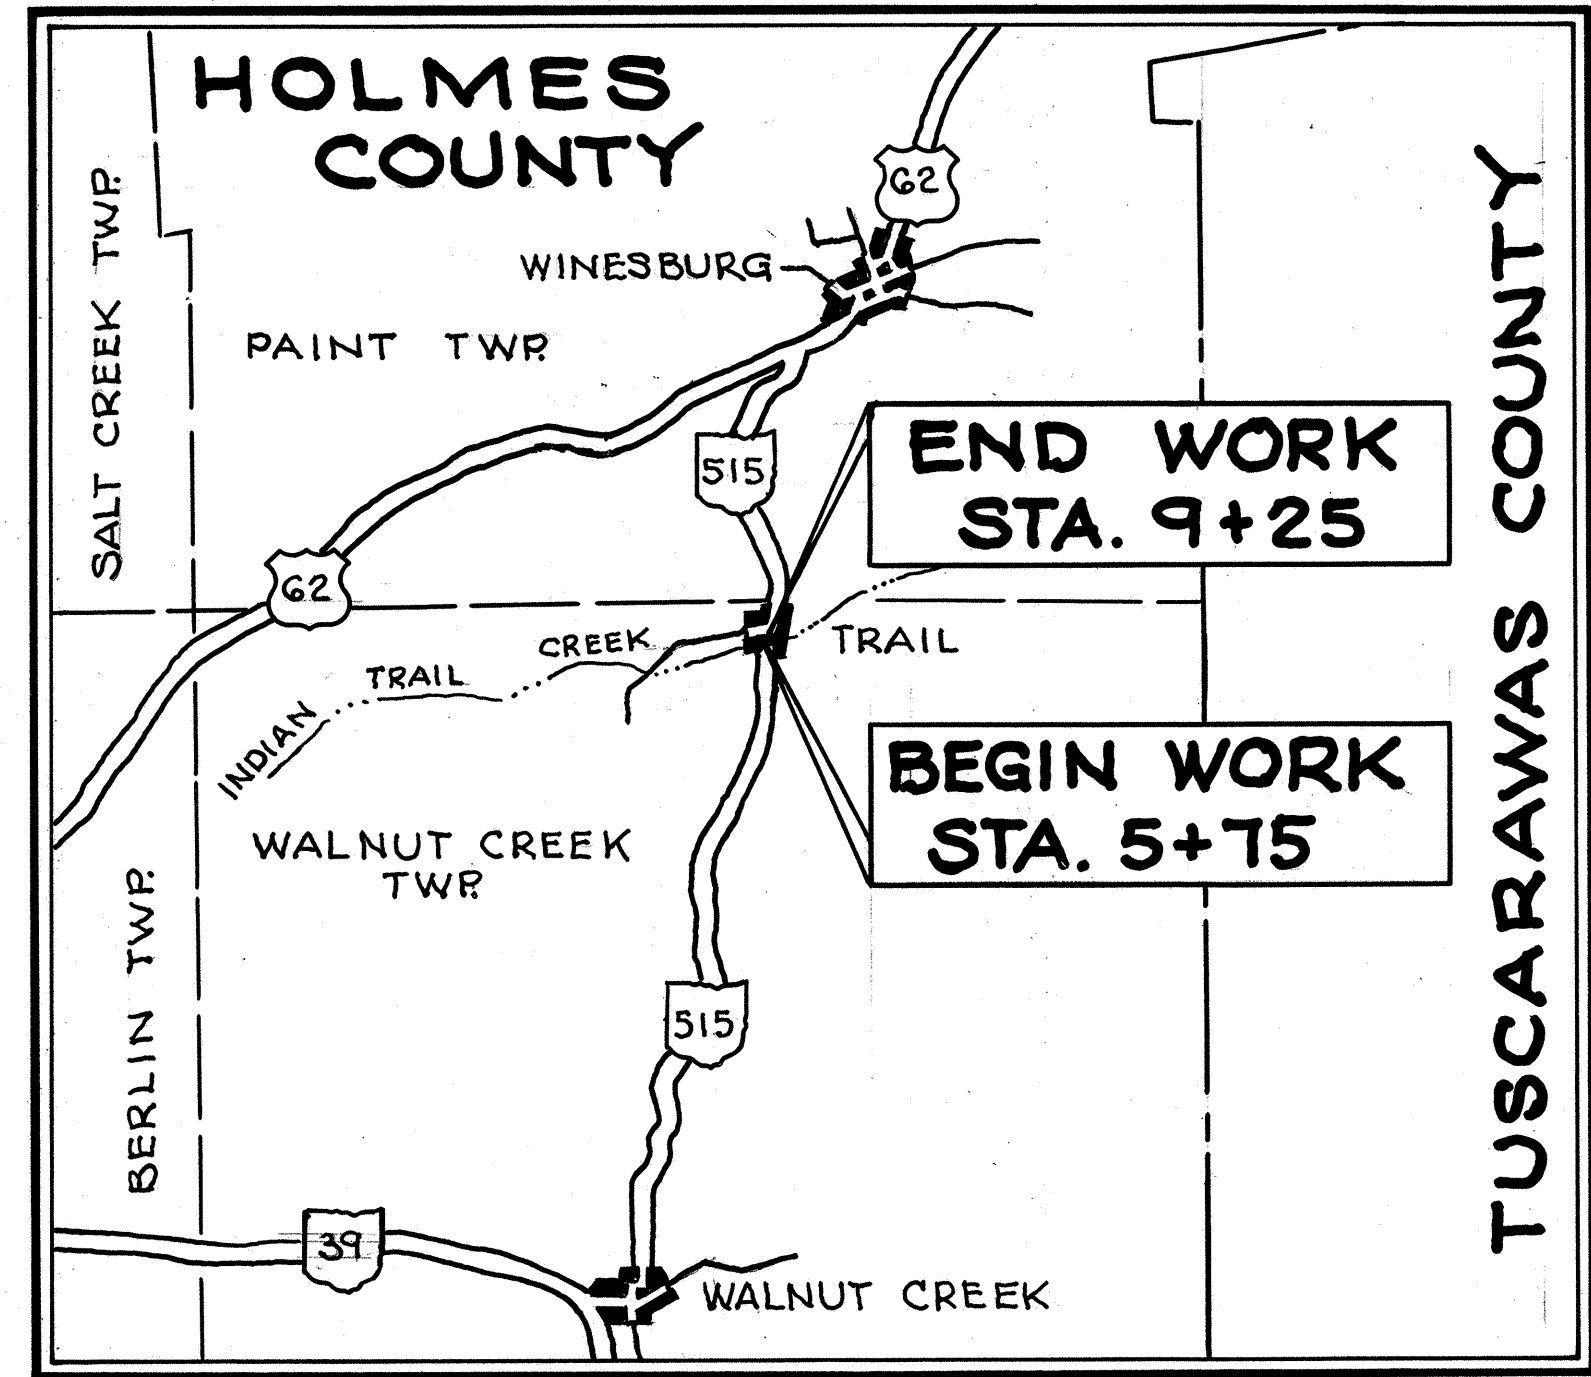 HOLMES
COUNTY
SALT CREEK TWP.
62
WINESBURG
PAINT TWP.
TUSCARAWAS COUNTY
END WORK
STA. 9+25
515
62
CREEK
TRAIL
TRAIL
INDIAN
BEGIN WORK
STA. 5+75
WALNUT CREEK
TWP.
BERLIN TWP.
515
39
WALNUT CREEK